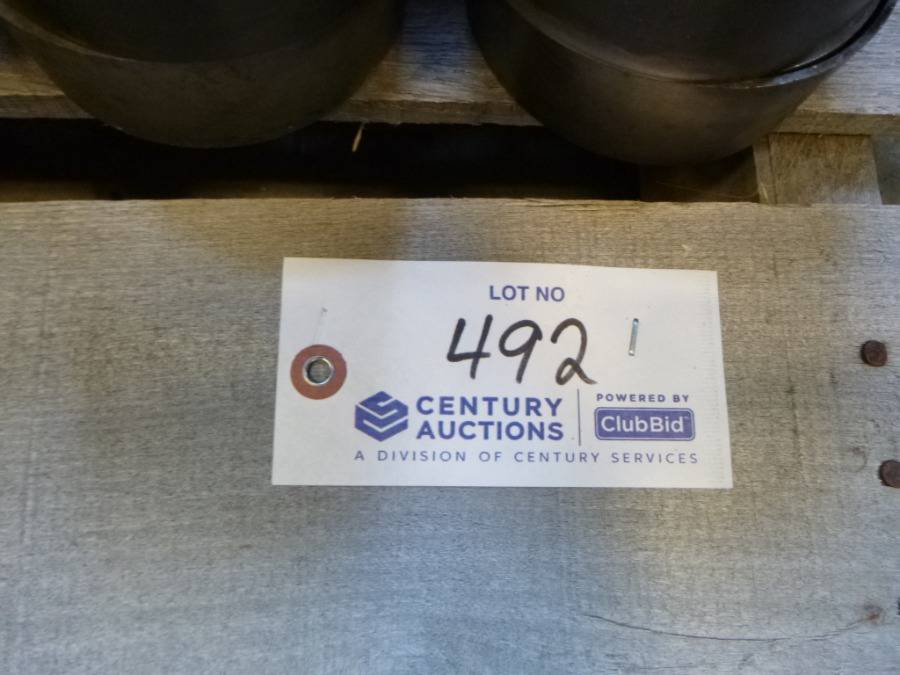 LOT NO
492
CENTURY AUCTIONS
POWERED BY
ClubBid
A DIVISION OF CENTURY SERVICES